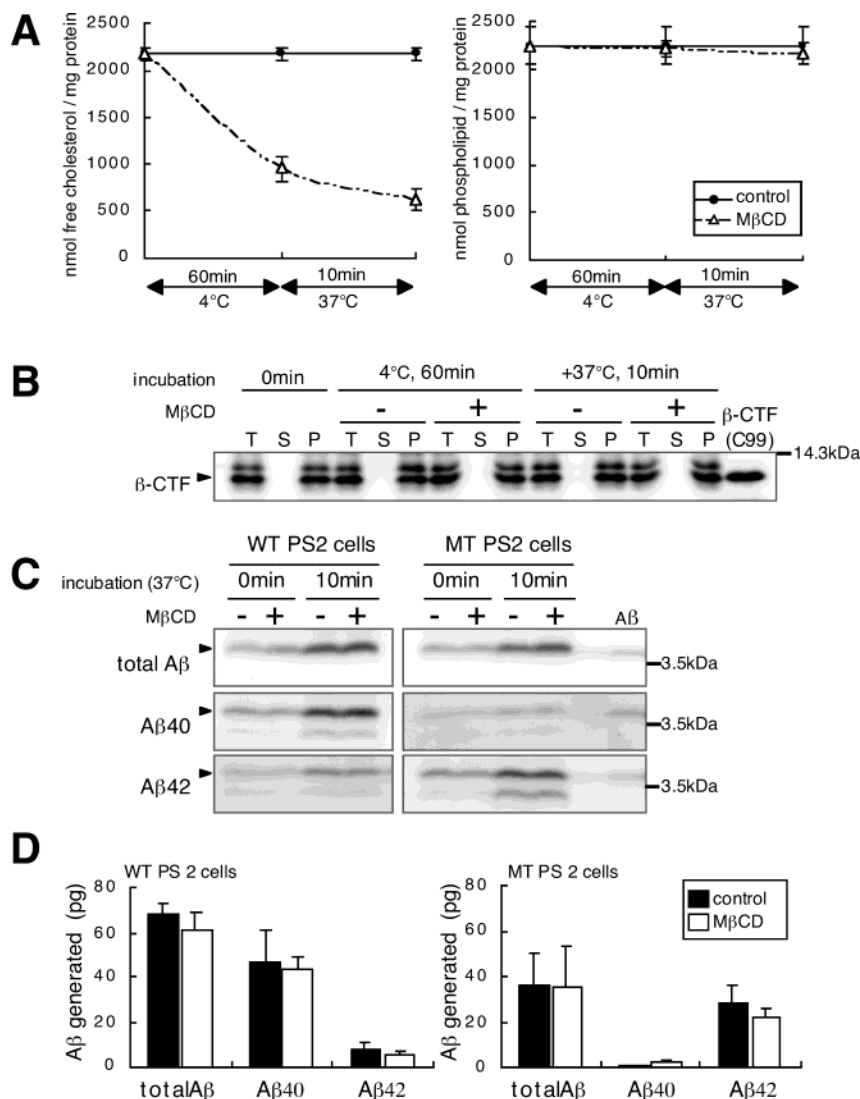 A
nmol free cholesterol / mg protein
2500
2000
1500
1000
500
0
60min
10min
4°C
37°C
nmol phospholipid / mg protein
2500
2000
1500
1000
500
0
control
MβCD
60min
10min
4°C
37°C
B
incubation 0min 4°C, 60min +37°C, 10min
MβCD - + - + β-CTF
T S P T S P T S P T S P T S P (C99)
14.3kDa
β-CTF
C
WT PS2 cells MT PS2 cells
incubation (37°C) 0min 10min 0min 10min
MβCD - + - + - + - + Aβ
total Aβ 3.5kDa
Aβ40 3.5kDa
Aβ42 3.5kDa
D
WT PS 2 cells
Aβ generated (pg)
80
60
40
20
0
totalAβ Aβ40 Aβ42
MT PS 2 cells
Aβ generated (pg)
80
60
40
20
0
control
MβCD
totalAβ Aβ40 Aβ42